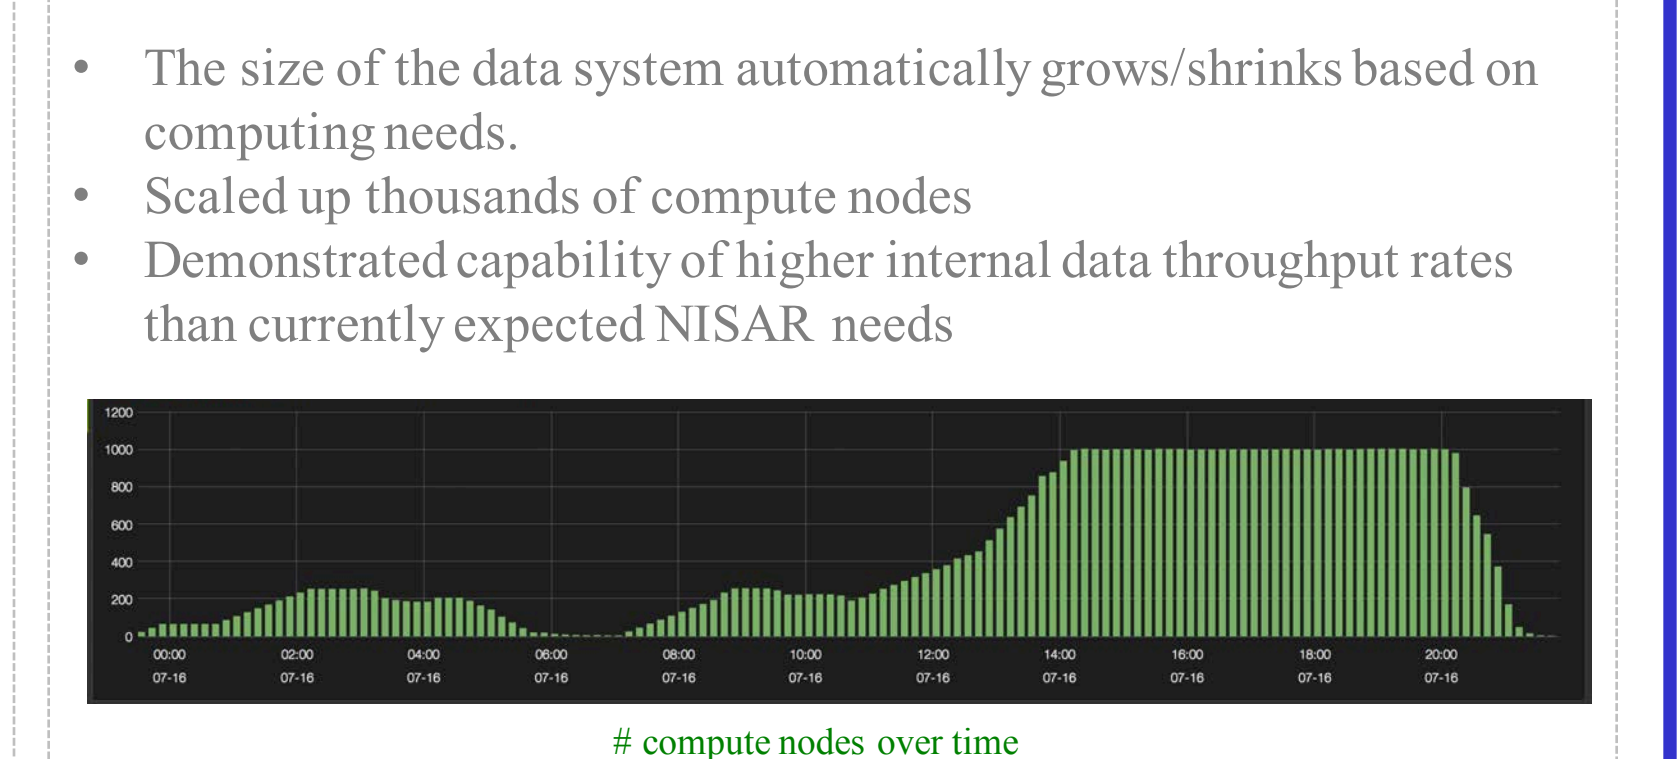 • The size of the data system automatically grows/shrinks based on
computing needs.
• Scaled up thousands of compute nodes
• Demonstrated capability of higher internal data throughput rates
than currently expected NISAR needs
1200
1000
800
600
400
200
0
00:00 02:00 04:00 06:00 08:00 10:00 12:00 14:00 16:00 18:00 20:00
07-16 07-16 07-16 07-16 07-16 07-16 07-16 07-16 07-16 07-16 07-16
# compute nodes over time